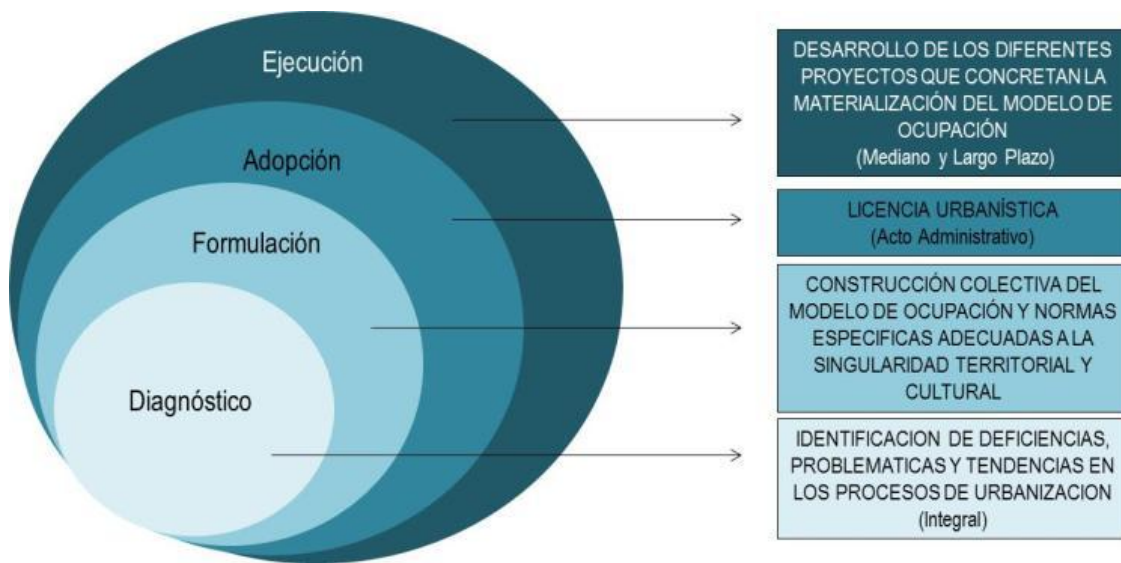 Ejecución
Adopción
Formulación
Diagnóstico
DESARROLLO DE LOS DIFERENTES
PROYECTOS QUE CONCRETAN LA
MATERIALIZACIÓN DEL MODELO DE
OCUPACIÓN
(Mediano y Largo Plazo)
LICENCIA URBANÍSTICA
(Acto Administrativo)
CONSTRUCCIÓN COLECTIVA DEL
MODELO DE OCUPACIÓN Y NORMAS
ESPECIFICAS ADECUADAS A LA
SINGULARIDAD TERRITORIAL Y
CULTURAL
IDENTIFICACION DE DEFICIENCIAS,
PROBLEMATICAS Y TENDENCIAS EN
LOS PROCESOS DE URBANIZACION
(Integral)